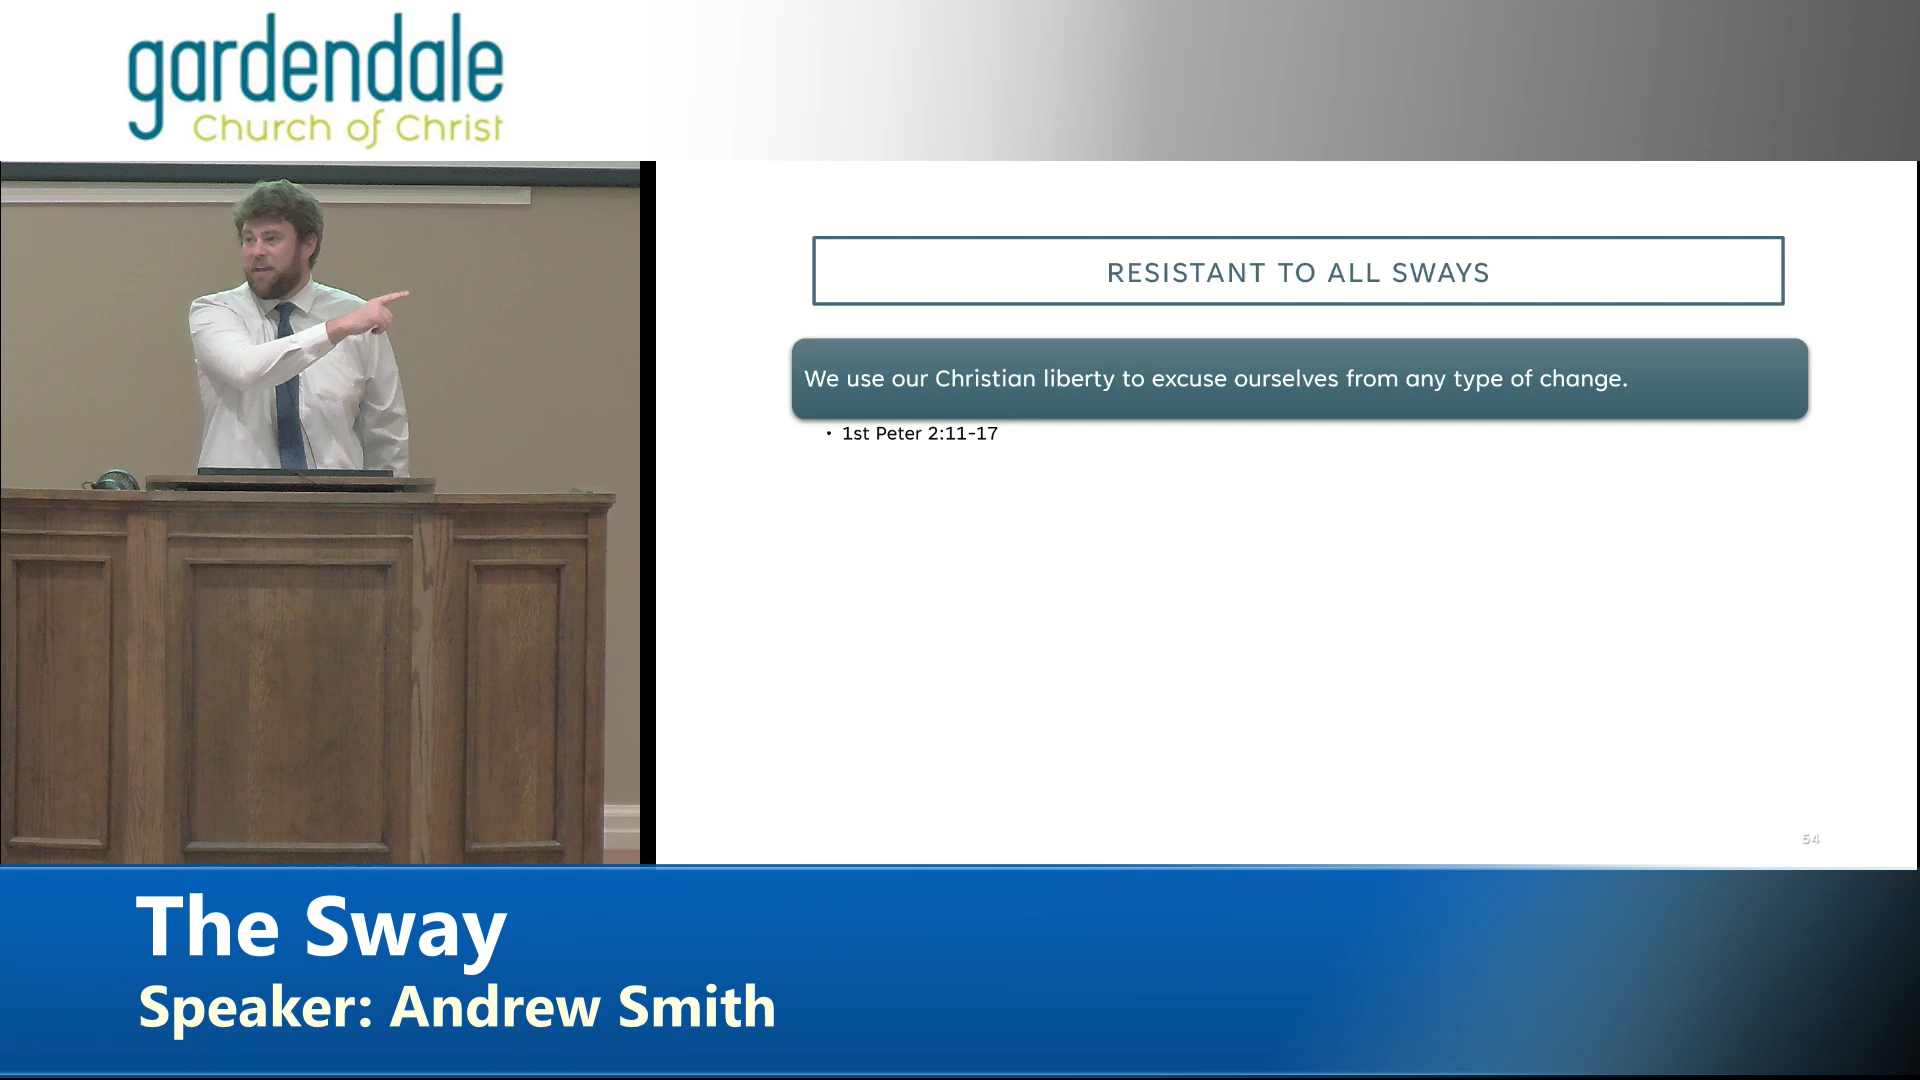 gardendale
Church of Christ
RESISTANT TO ALL SWAYS
We use our Christian liberty to excuse ourselves from any type of change.
• 1st Peter 2:11-17
54
The Sway
Speaker: Andrew Smith